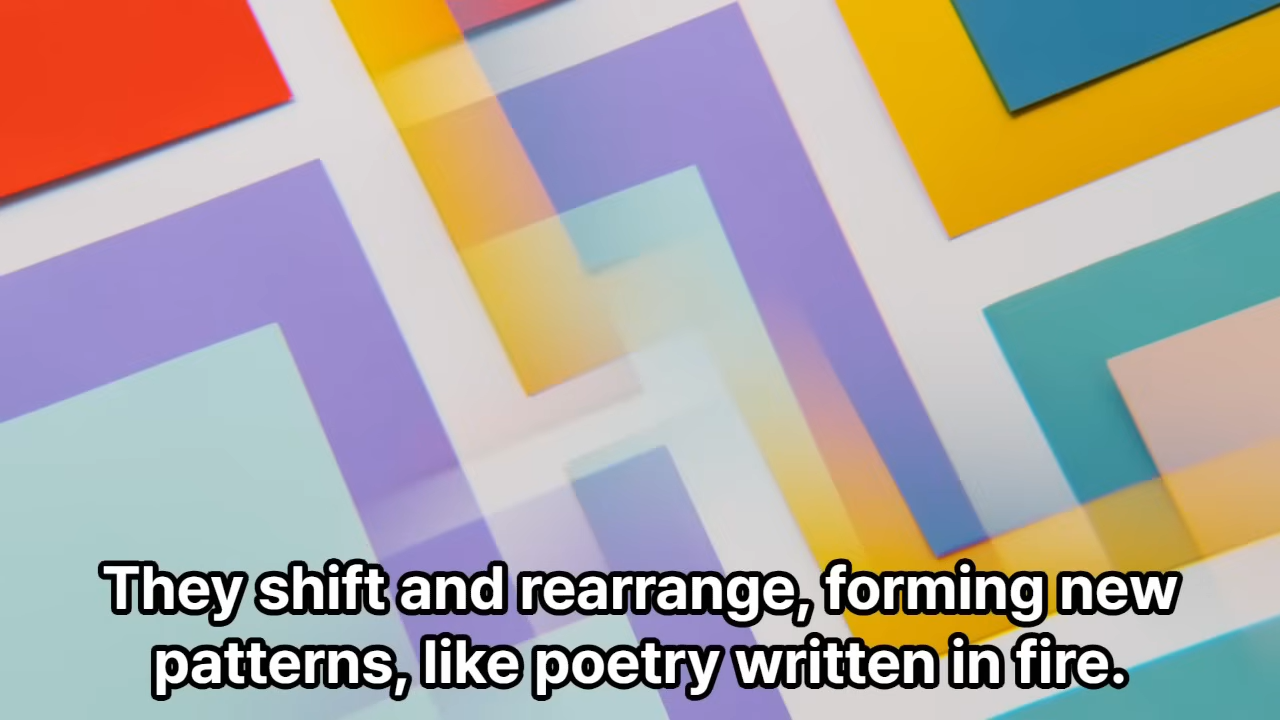 They shift and rearrange, forming new
patterns, like poetry written in fire.